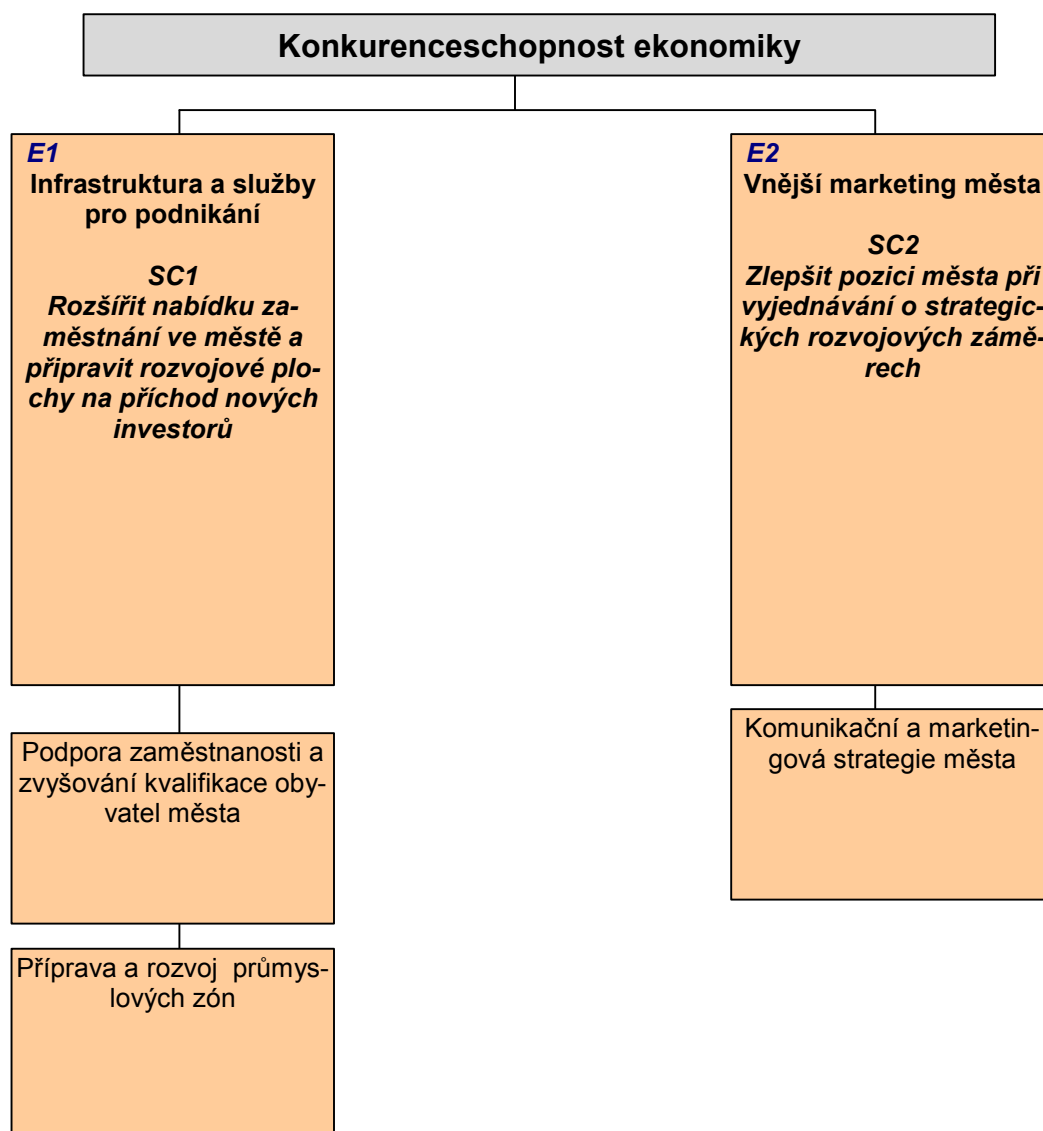 Konkurenceschopnost ekonomiky
E1
Infrastruktura a služby
pro podnikání
SC1
Rozšířit nabídku za-
městnání ve městě a
připravit rozvojové plo-
chy na příchod nových
investorů
E2
Vnější marketing města
SC2
Zlepšit pozici města při
vyjednávání o strategic-
kých rozvojových zámě-
rech
Podpora zaměstnanosti a
zvyšování kvalifikace oby-
vatel města
Komunikační a marketin-
gová strategie města
Příprava a rozvoj  průmys-
lových zón